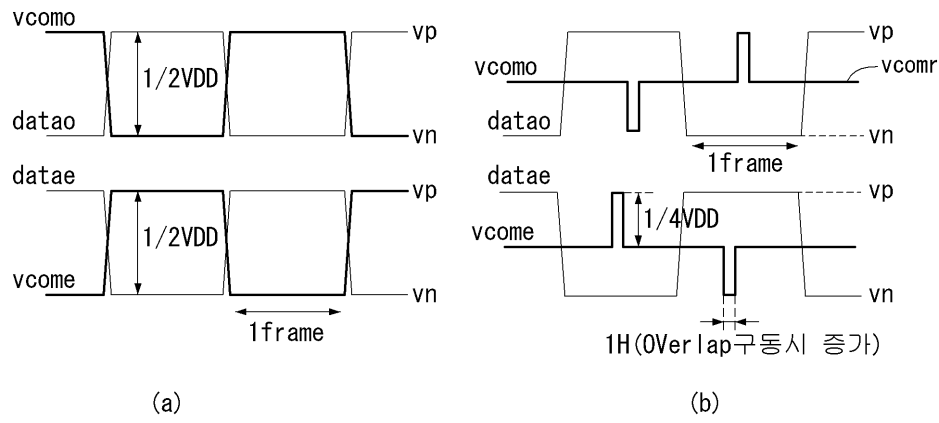 vcomo
vp
1/2VDD
datao
vn
datae
vp
1/2VDD
vcome
vn
1frame
(a)
vp
vcomo
vcomr
datao
vn
1frame
datae
vp
1/4VDD
vcome
vn
1H(OVerlap구동시 증가)
(b)